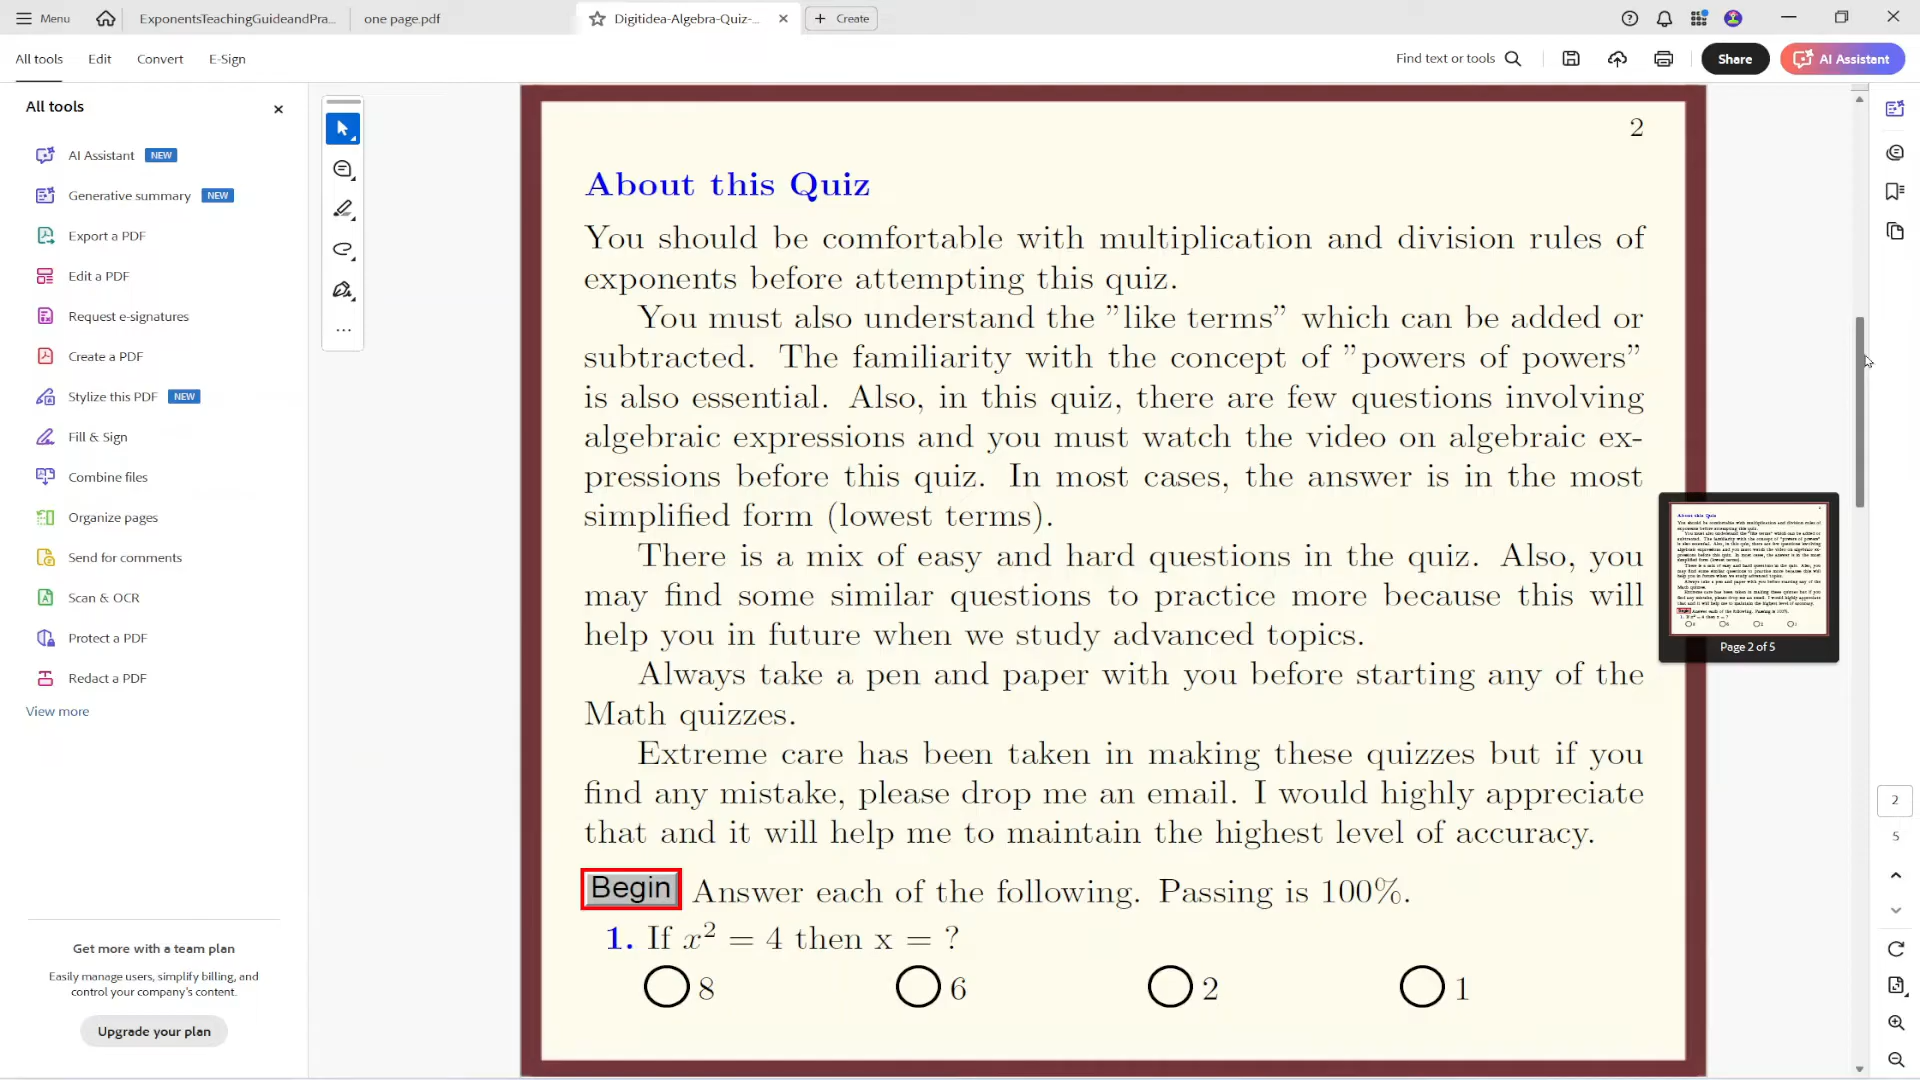 Menu
ExponentsTeachingGuideandPra...
one page.pdf
Digitidea-Algebra-Quiz-...
Create
All tools
Edit
Convert
E-Sign
Find text or tools
Share
AI Assistant
All tools
AI Assistant NEW
Generative summary NEW
Export a PDF
Edit a PDF
Request e-signatures
Create a PDF
Stylize this PDF NEW
Fill & Sign
Combine files
Organize pages
Send for comments
Scan & OCR
Protect a PDF
Redact a PDF
View more
Get more with a team plan
Easily manage users, simplify billing, and
control your company's content.
Upgrade your plan
2
About this Quiz
You should be comfortable with multiplication and division rules of
exponents before attempting this quiz.
You must also understand the ”like terms” which can be added or
subtracted. The familiarity with the concept of ”powers of powers”
is also essential. Also, in this quiz, there are few questions involving
algebraic expressions and you must watch the video on algebraic ex-
pressions before this quiz. In most cases, the answer is in the most
simplified form (lowest terms).
There is a mix of easy and hard questions in the quiz. Also, you
may find some similar questions to practice more because this will
help you in future when we study advanced topics.
Always take a pen and paper with you before starting any of the
Math quizzes.
Extreme care has been taken in making these quizzes but if you
find any mistake, please drop me an email. I would highly appreciate
that and it will help me to maintain the highest level of accuracy.
Begin Answer each of the following. Passing is 100%.
1. If x² = 4 then x = ?
8 6 2 1
Page 2 of 5
2
5